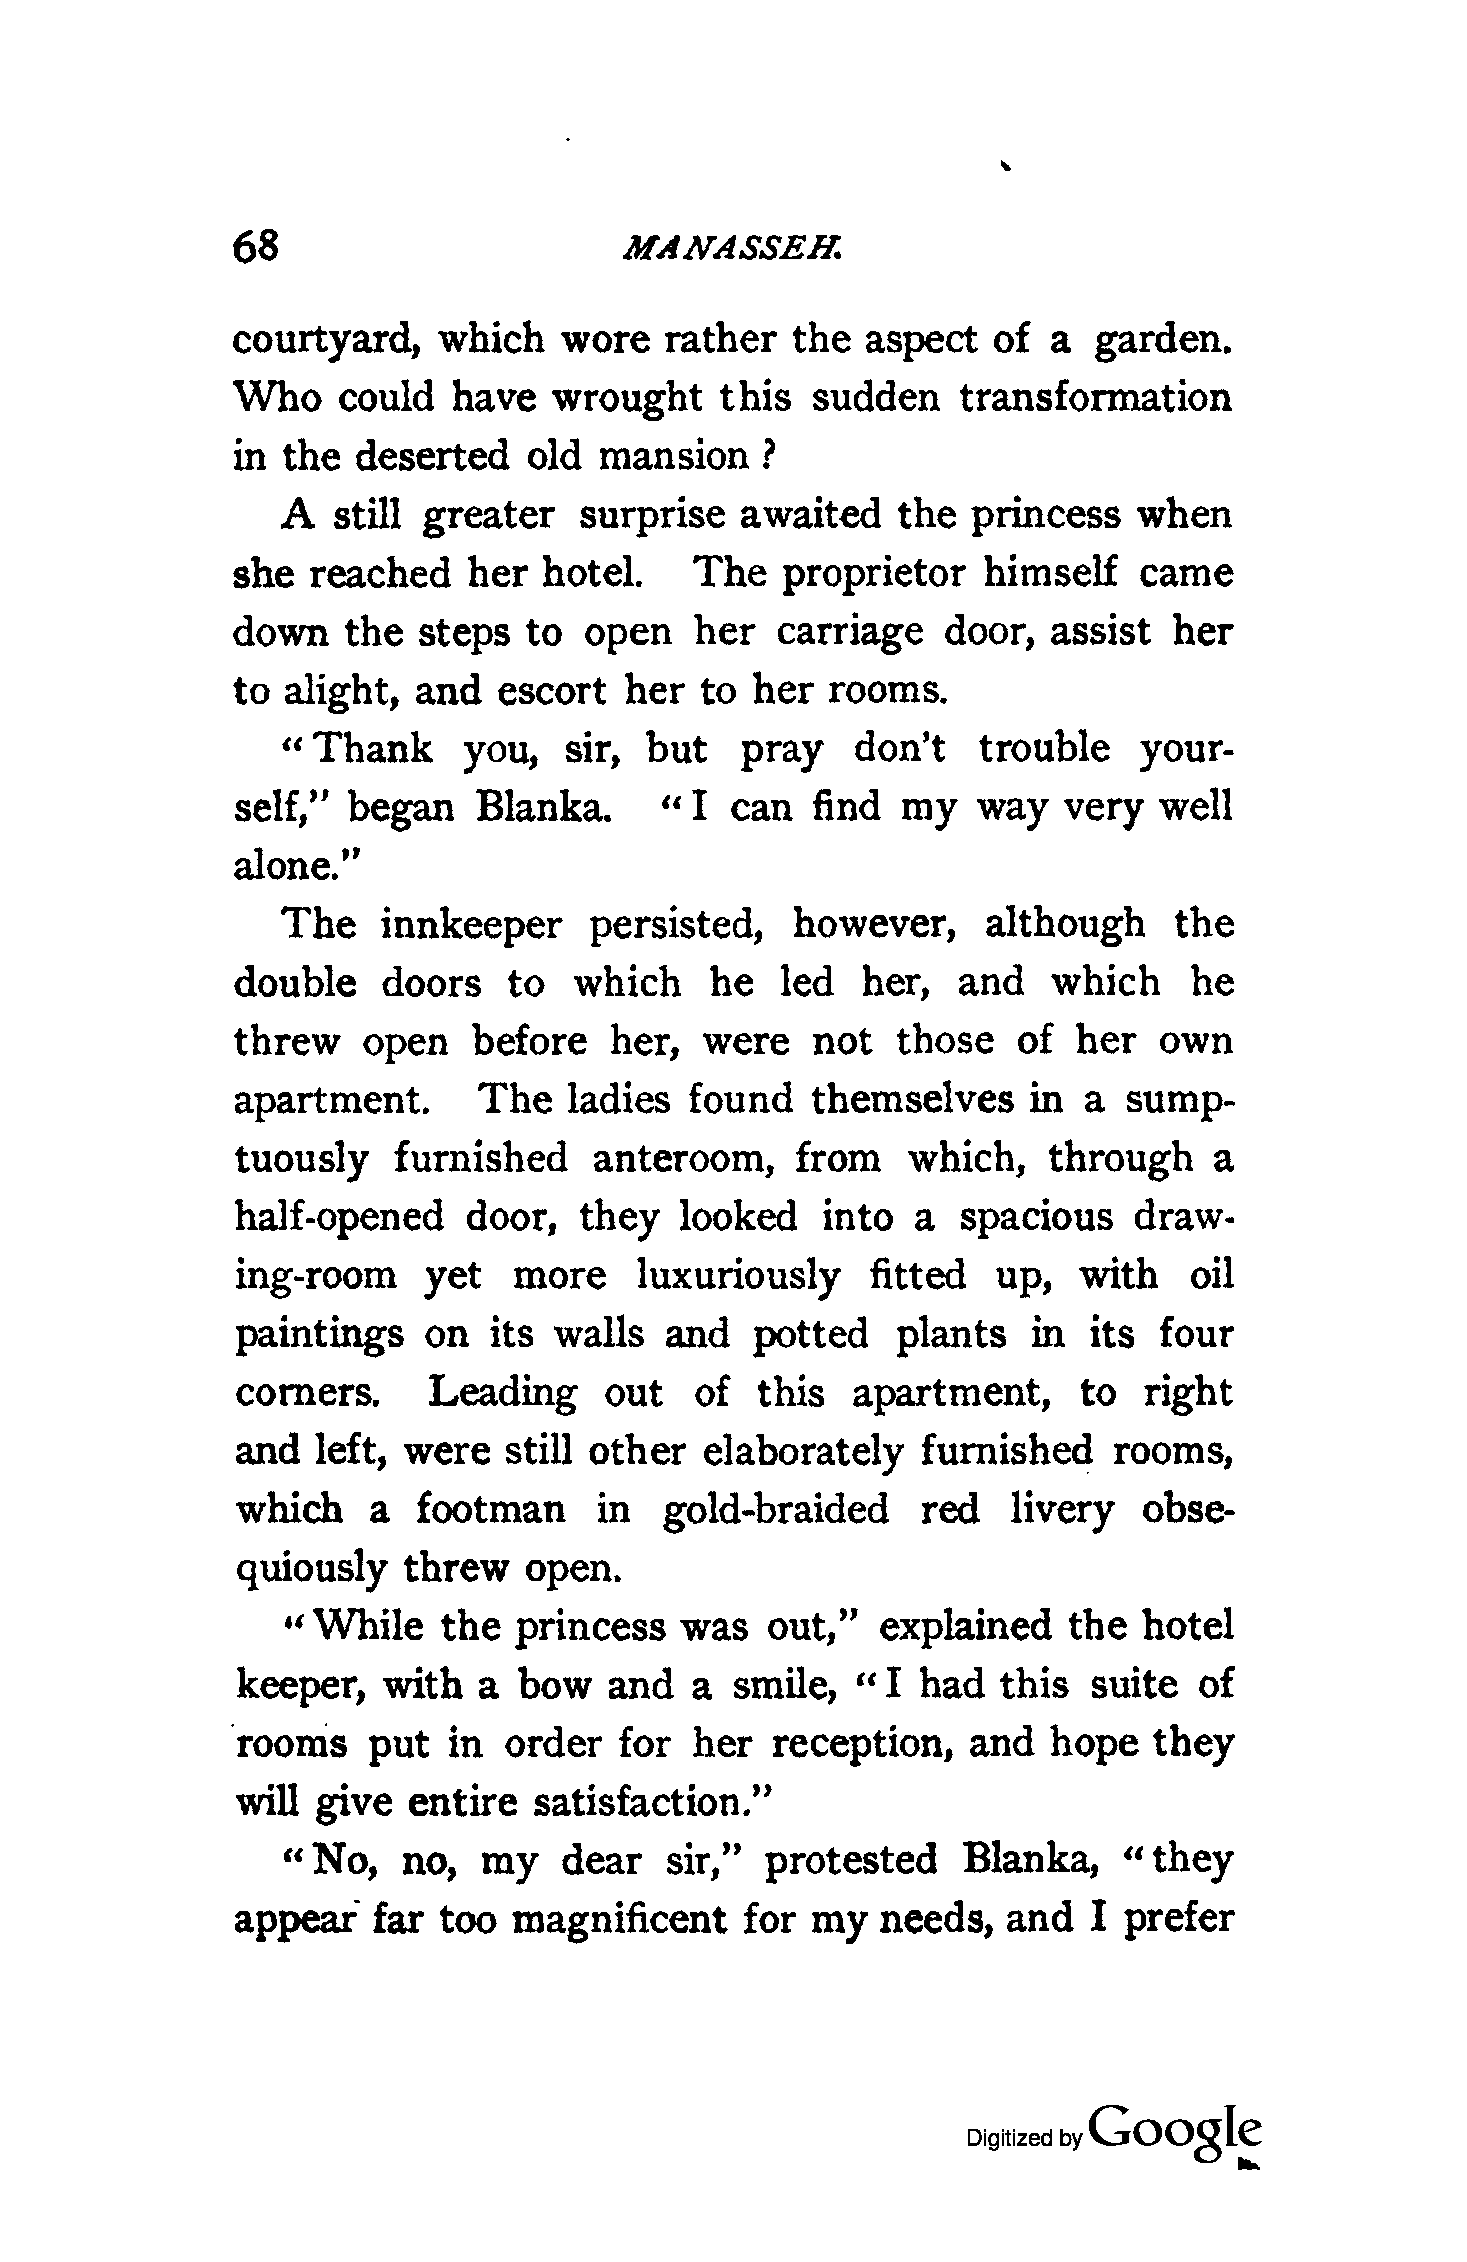 68 MANASSEH.
courtyard, which wore rather the aspect of a garden.
Who could have wrought this sudden transformation
in the deserted old mansion ?
A still greater surprise awaited the princess when
she reached her hotel. The proprietor himself came
down the steps to open her carriage door, assist her
to alight, and escort her to her rooms.
“ Thank you, sir, but pray don’t trouble your-
self,” began Blanka. “ I can find my way very well
alone.”
The innkeeper persisted, however, although the
double doors to which he led her, and which he
threw open before her, were not those of her own
apartment. The ladies found themselves in a sump-
tuously furnished anteroom, from which, through a
half-opened door, they looked into a spacious draw-
ing-room yet more luxuriously fitted up, with oil
paintings on its walls and potted plants in its four
corners. Leading out of this apartment, to right
and left, were still other elaborately furnished rooms,
which a footman in gold-braided red livery obse-
quiously threw open.
“ While the princess was out,” explained the hotel
keeper, with a bow and a smile, “ I had this suite of
rooms put in order for her reception, and hope they
will give entire satisfaction.”
“ No, no, my dear sir,” protested Blanka, “ they
appear far too magnificent for my needs, and I prefer
Digitized by Google